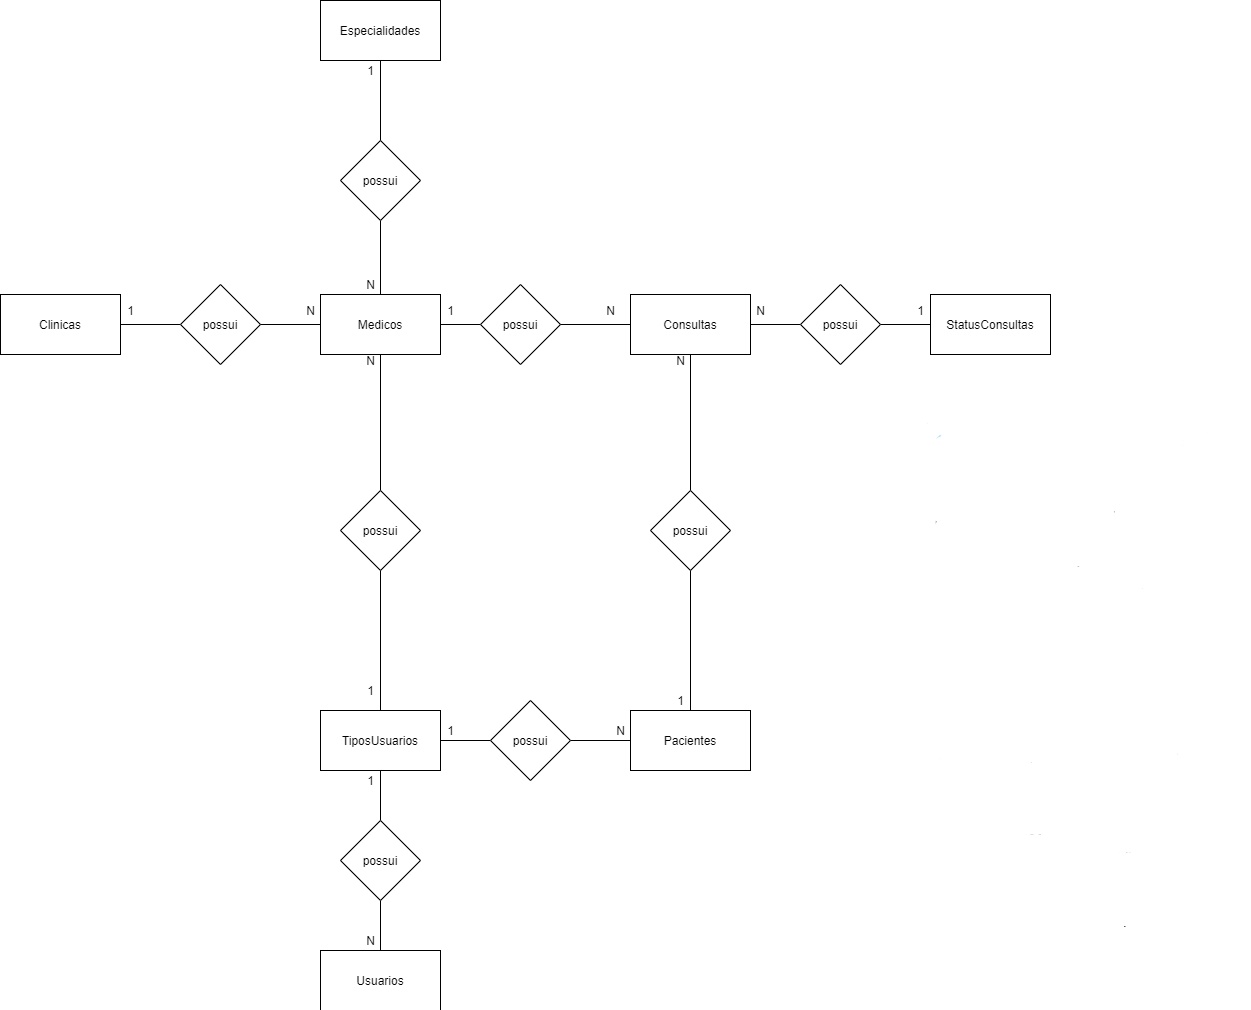 Especialidades
1
possui
N
Clinicas
1
possui
N
Medicos
1
possui
N
Consultas
N
possui
1
StatusConsultas
N
N
possui
possui
1
1
TiposUsuarios
1
possui
N
Pacientes
1
possui
N
Usuarios